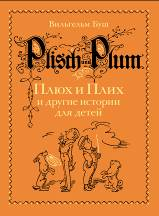 Вильгельм Буш
Plisch und Plum
Плюх и Плих
и другие истории
для детей